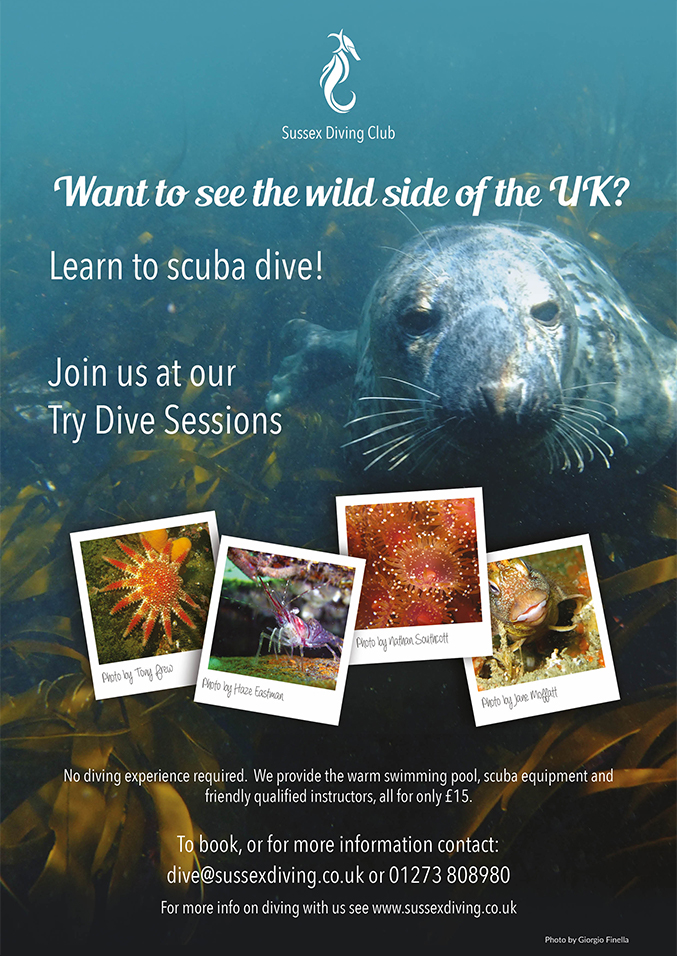 Sussex Diving Club
Want to see the wild side of the UK?
Learn to scuba dive!
Join us at our
Try Dive Sessions
Photo by Tony Grew
Photo by Haze Eastman
Photo by Nathan Southcott
Photo by Jane Moffatt
No diving experience required. We provide the warm swimming pool, scuba equipment and
friendly qualified instructors, all for only £15.
To book, or for more information contact:
dive@sussexdiving.co.uk or 01273 808980
For more info on diving with us see www.sussexdiving.co.uk
Photo by Giorgio Finella